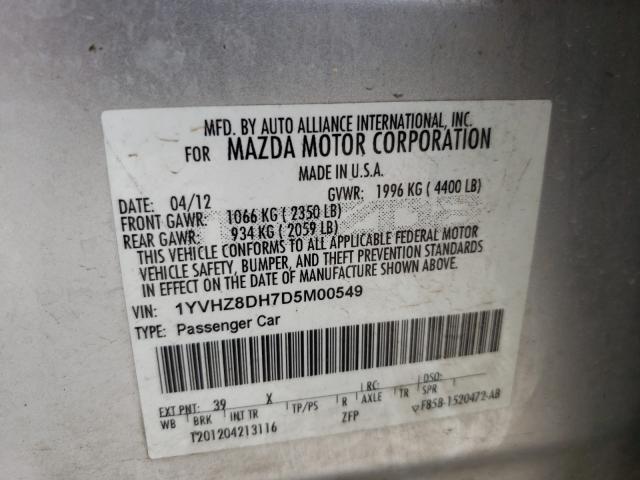 MFD. BY AUTO ALLIANCE INTERNATIONAL, INC.
FOR MAZDA MOTOR CORPORATION
MADE IN U.S.A.
DATE: 04/12 GVWR: 1996 KG ( 4400 LB)
FRONT GAWR: 1066 KG ( 2350 LB)
REAR GAWR: 934 KG ( 2059 LB)
THIS VEHICLE CONFORMS TO ALL APPLICABLE FEDERAL MOTOR
VEHICLE SAFETY, BUMPER, AND THEFT PREVENTION STANDARDS
IN EFFECT ON THE DATE OF MANUFACTURE SHOWN ABOVE.
VIN: 1YVHZ8DH7D5M00549
TYPE: Passenger Car
EXT PNT: 39 X RC: DSO:
WB BRK INT TR TP/PS R AXLE TR SPR
T201204213116 ZFP F85B-1520472-AB